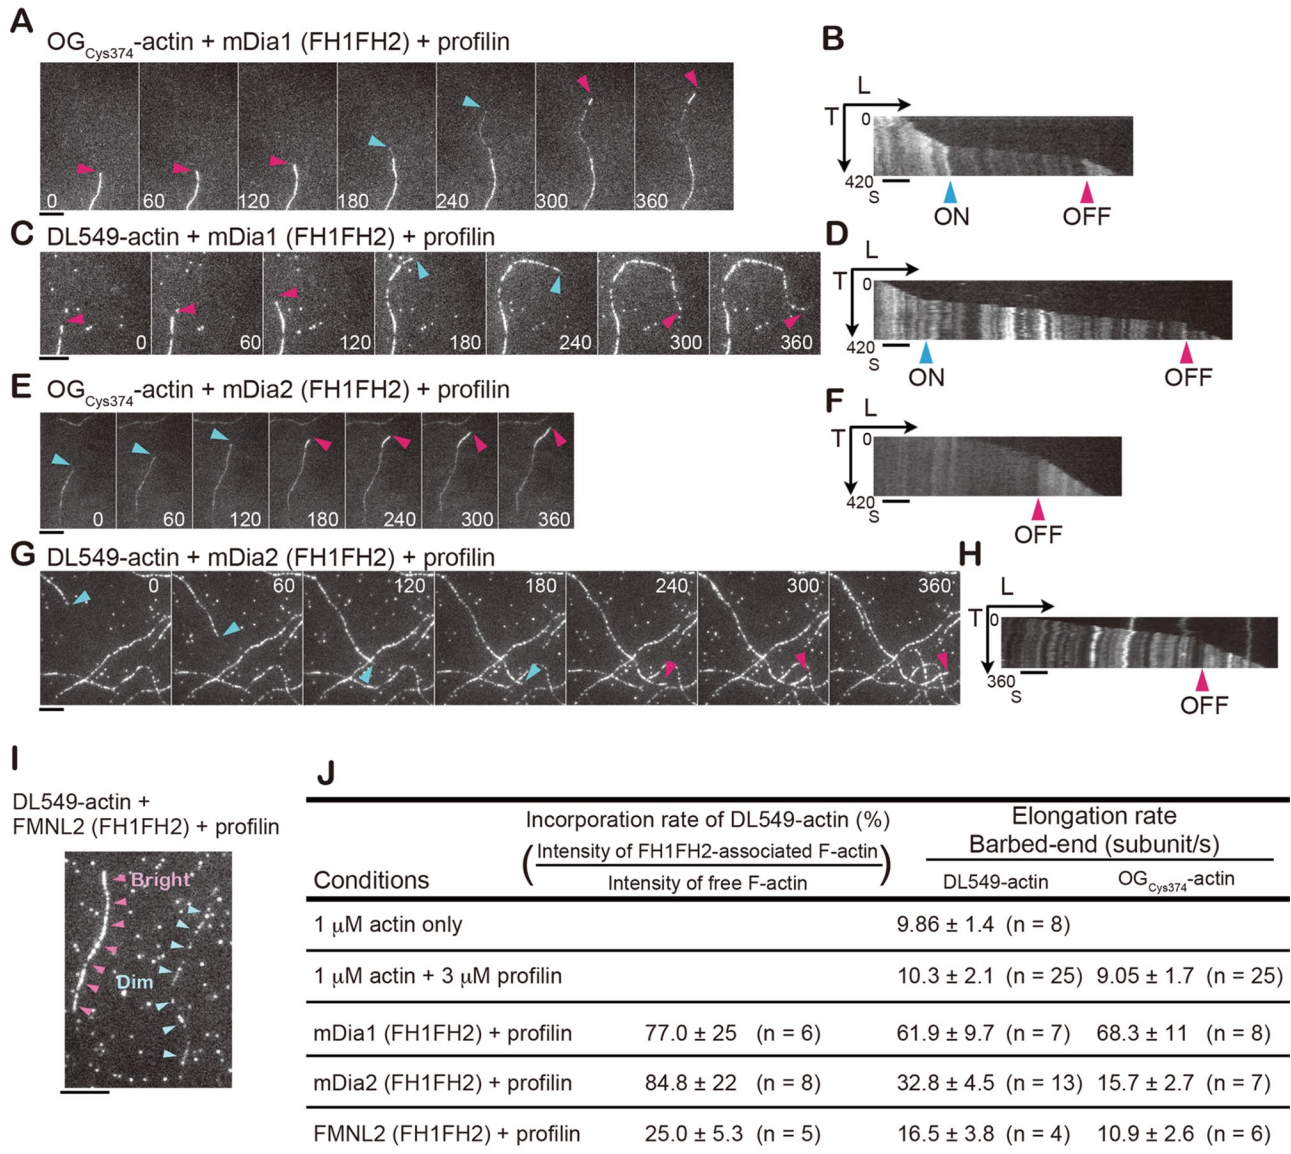 A
OG Cys374-actin + mDia1 (FH1FH2) + profilin
0 60 120 180 240 300 360
B
L
T
0
420
S
ON OFF
C
DL549-actin + mDia1 (FH1FH2) + profilin
0 60 120 180 240 300 360
D
L
T
0
420
S
ON OFF
E
OG Cys374-actin + mDia2 (FH1FH2) + profilin
0 60 120 180 240 300 360
F
L
T
0
420
S
OFF
G
DL549-actin + mDia2 (FH1FH2) + profilin
0 60 120 180 240 300 360
H
L
T
0
360
S
OFF
I
DL549-actin +
FMNL2 (FH1FH2) + profilin
Bright
Dim
J
Incorporation rate of DL549-actin (%)
(Intensity of FH1FH2-associated F-actin
Intensity of free F-actin)
Elongation rate
Barbed-end (subunit/s)
Conditions DL549-actin OG Cys374-actin
1 μM actin only 9.86 ± 1.4 (n = 8)
1 μM actin + 3 μM profilin 10.3 ± 2.1 (n = 25) 9.05 ± 1.7 (n = 25)
mDia1 (FH1FH2) + profilin 77.0 ± 25 (n = 6) 61.9 ± 9.7 (n = 7) 68.3 ± 11 (n = 8)
mDia2 (FH1FH2) + profilin 84.8 ± 22 (n = 8) 32.8 ± 4.5 (n = 13) 15.7 ± 2.7 (n = 7)
FMNL2 (FH1FH2) + profilin 25.0 ± 5.3 (n = 5) 16.5 ± 3.8 (n = 4) 10.9 ± 2.6 (n = 6)